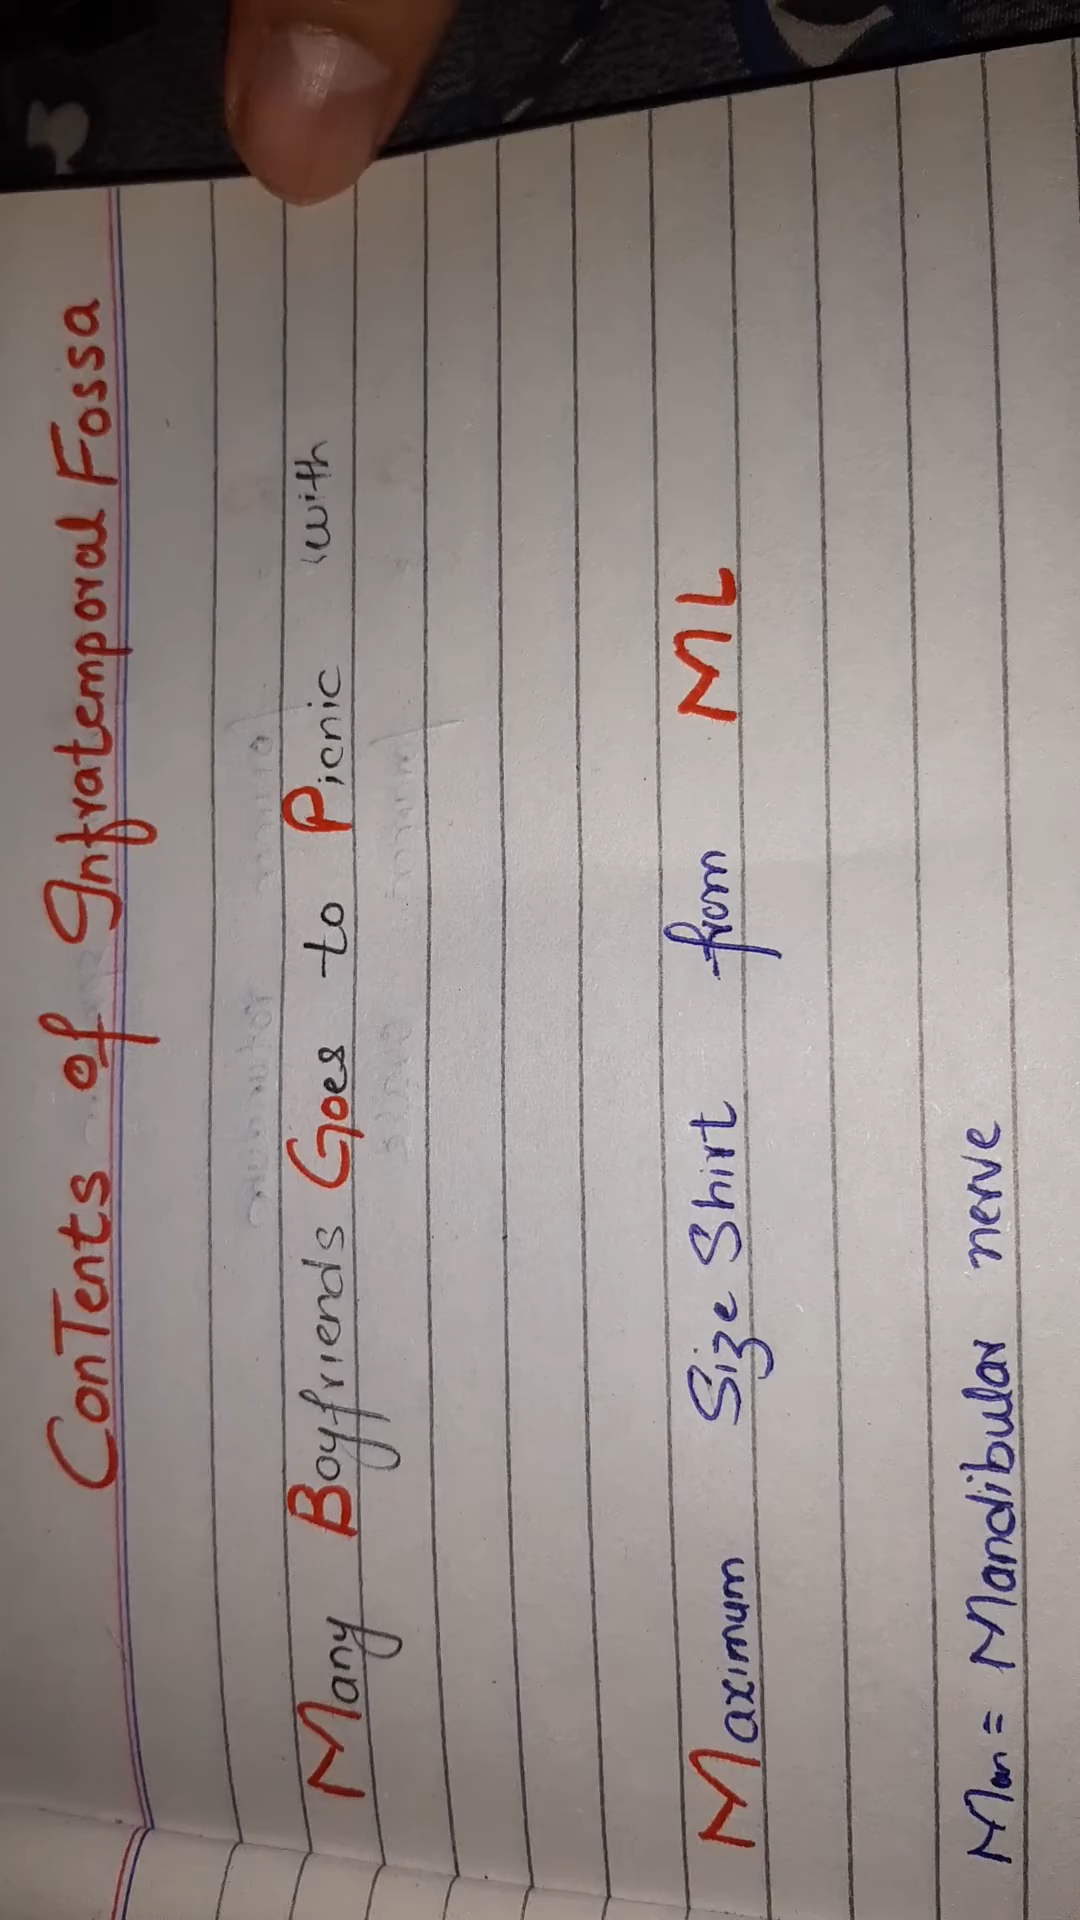 ConTents of Infratemporal Fossa
Many Boyfriends Goes to Picnic with
Maximum Size Shirt from ML
Man = Mandibular nerve